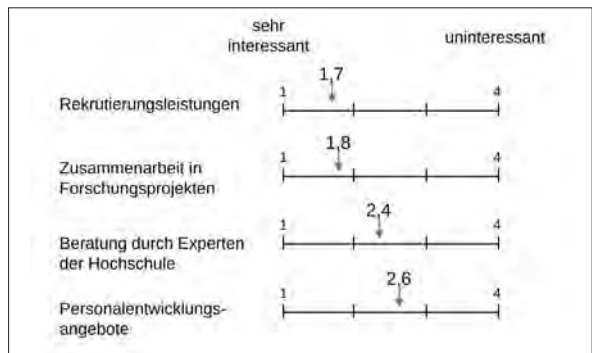 sehr
interessant
uninteressant
1,7
1
4
Rekrutierungsleistungen
1,8
1
4
Zusammenarbeit in
Forschungsprojekten
2,4
1
4
Beratung durch Experten
der Hochschule
2,6
1
4
Personalentwicklungs-
angebote